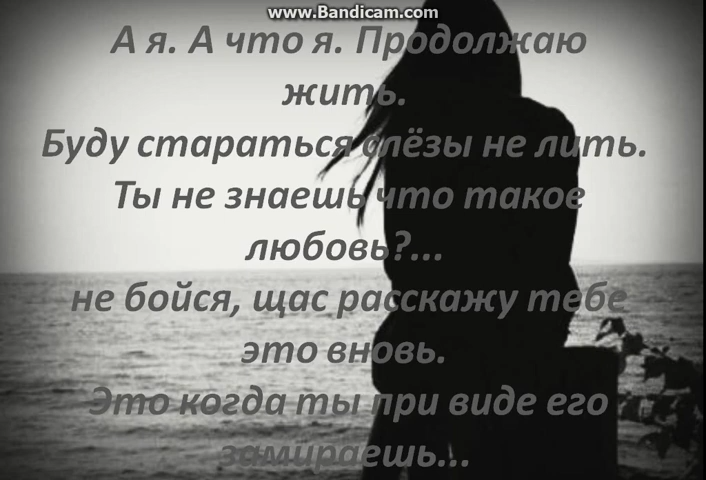 www.Bandicam.com
А я. А что я. Продолжаю
жить.
Буду стараться слёзы не лить.
Ты не знаешь что такое
любовь?...
не бойся, щас расскажу тебе
это вновь.
Это когда ты при виде его
замираешь...